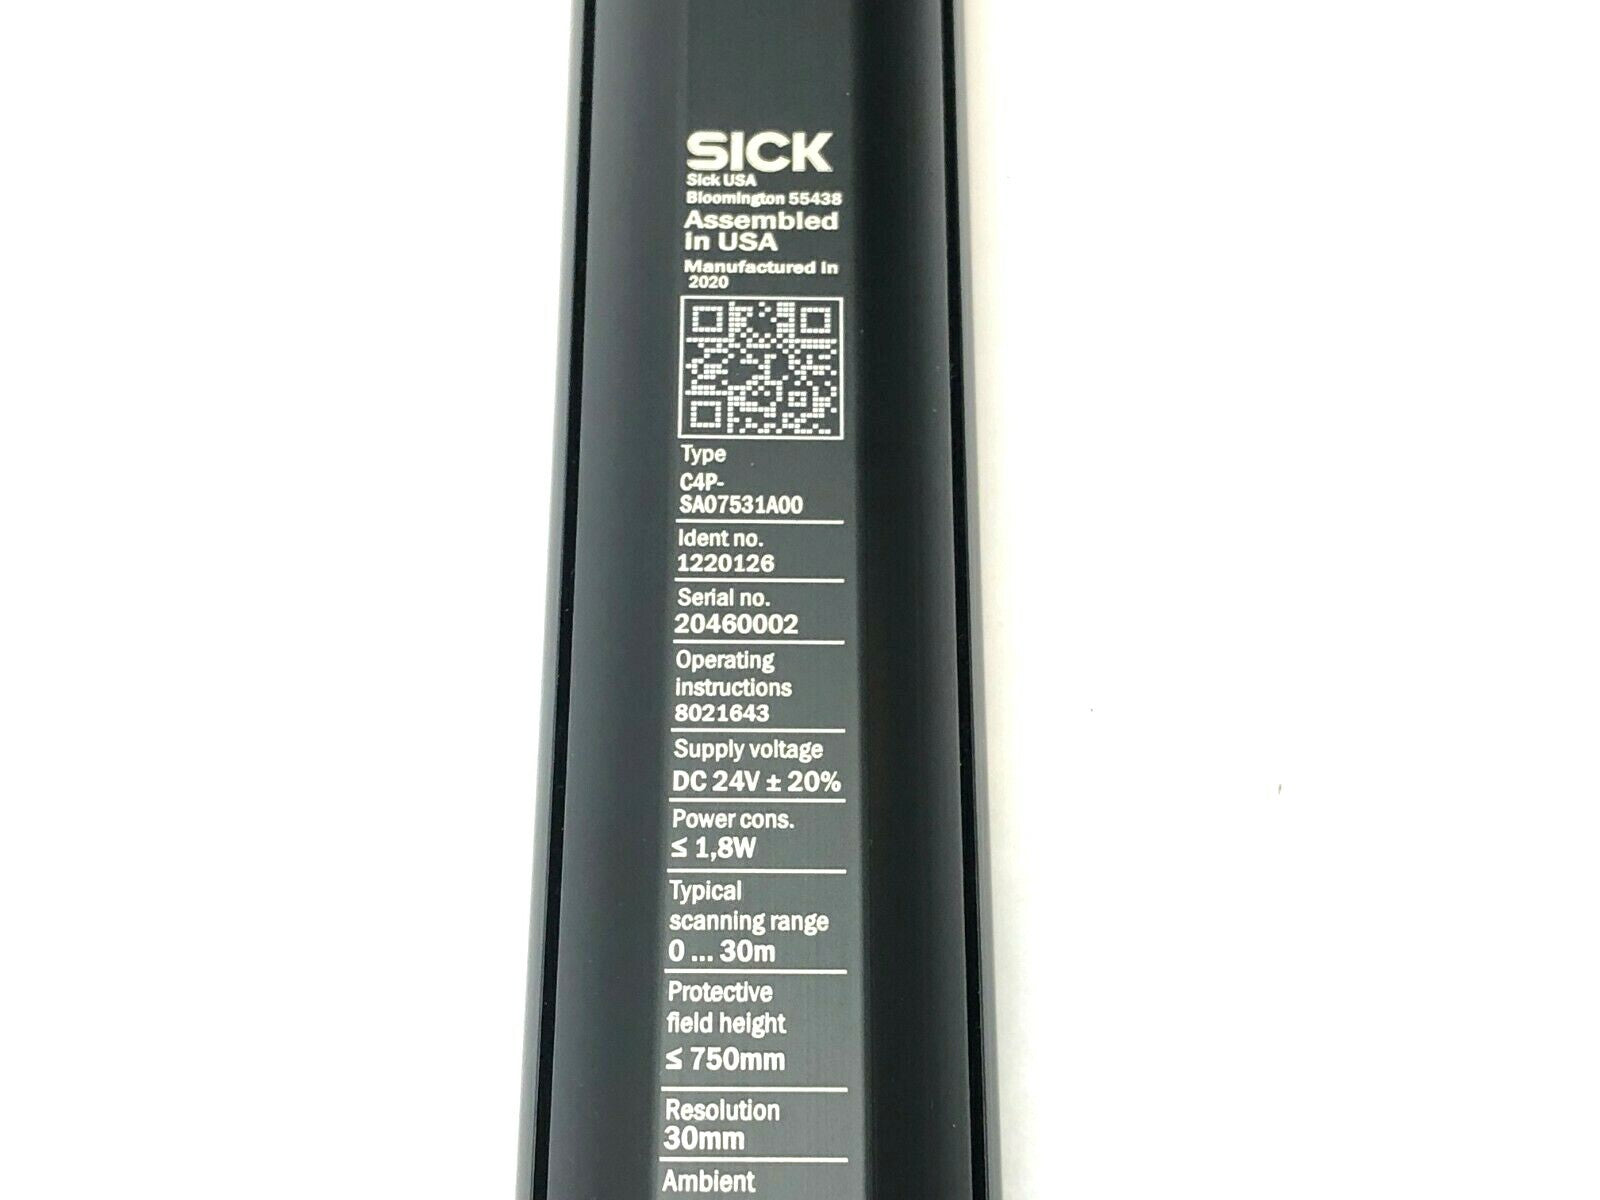 SICK
Sick USA
Bloomington 55438
Assembled
in USA
Manufactured in
2020
Type
C4P-
SA07531A00
Ident no.
1220126
Serial no.
20460002
Operating
instructions
8021643
Supply voltage
DC 24V ± 20%
Power cons.
≤ 1,8W
Typical
scanning range
0 ... 30m
Protective
field height
≤ 750mm
Resolution
30mm
Ambient